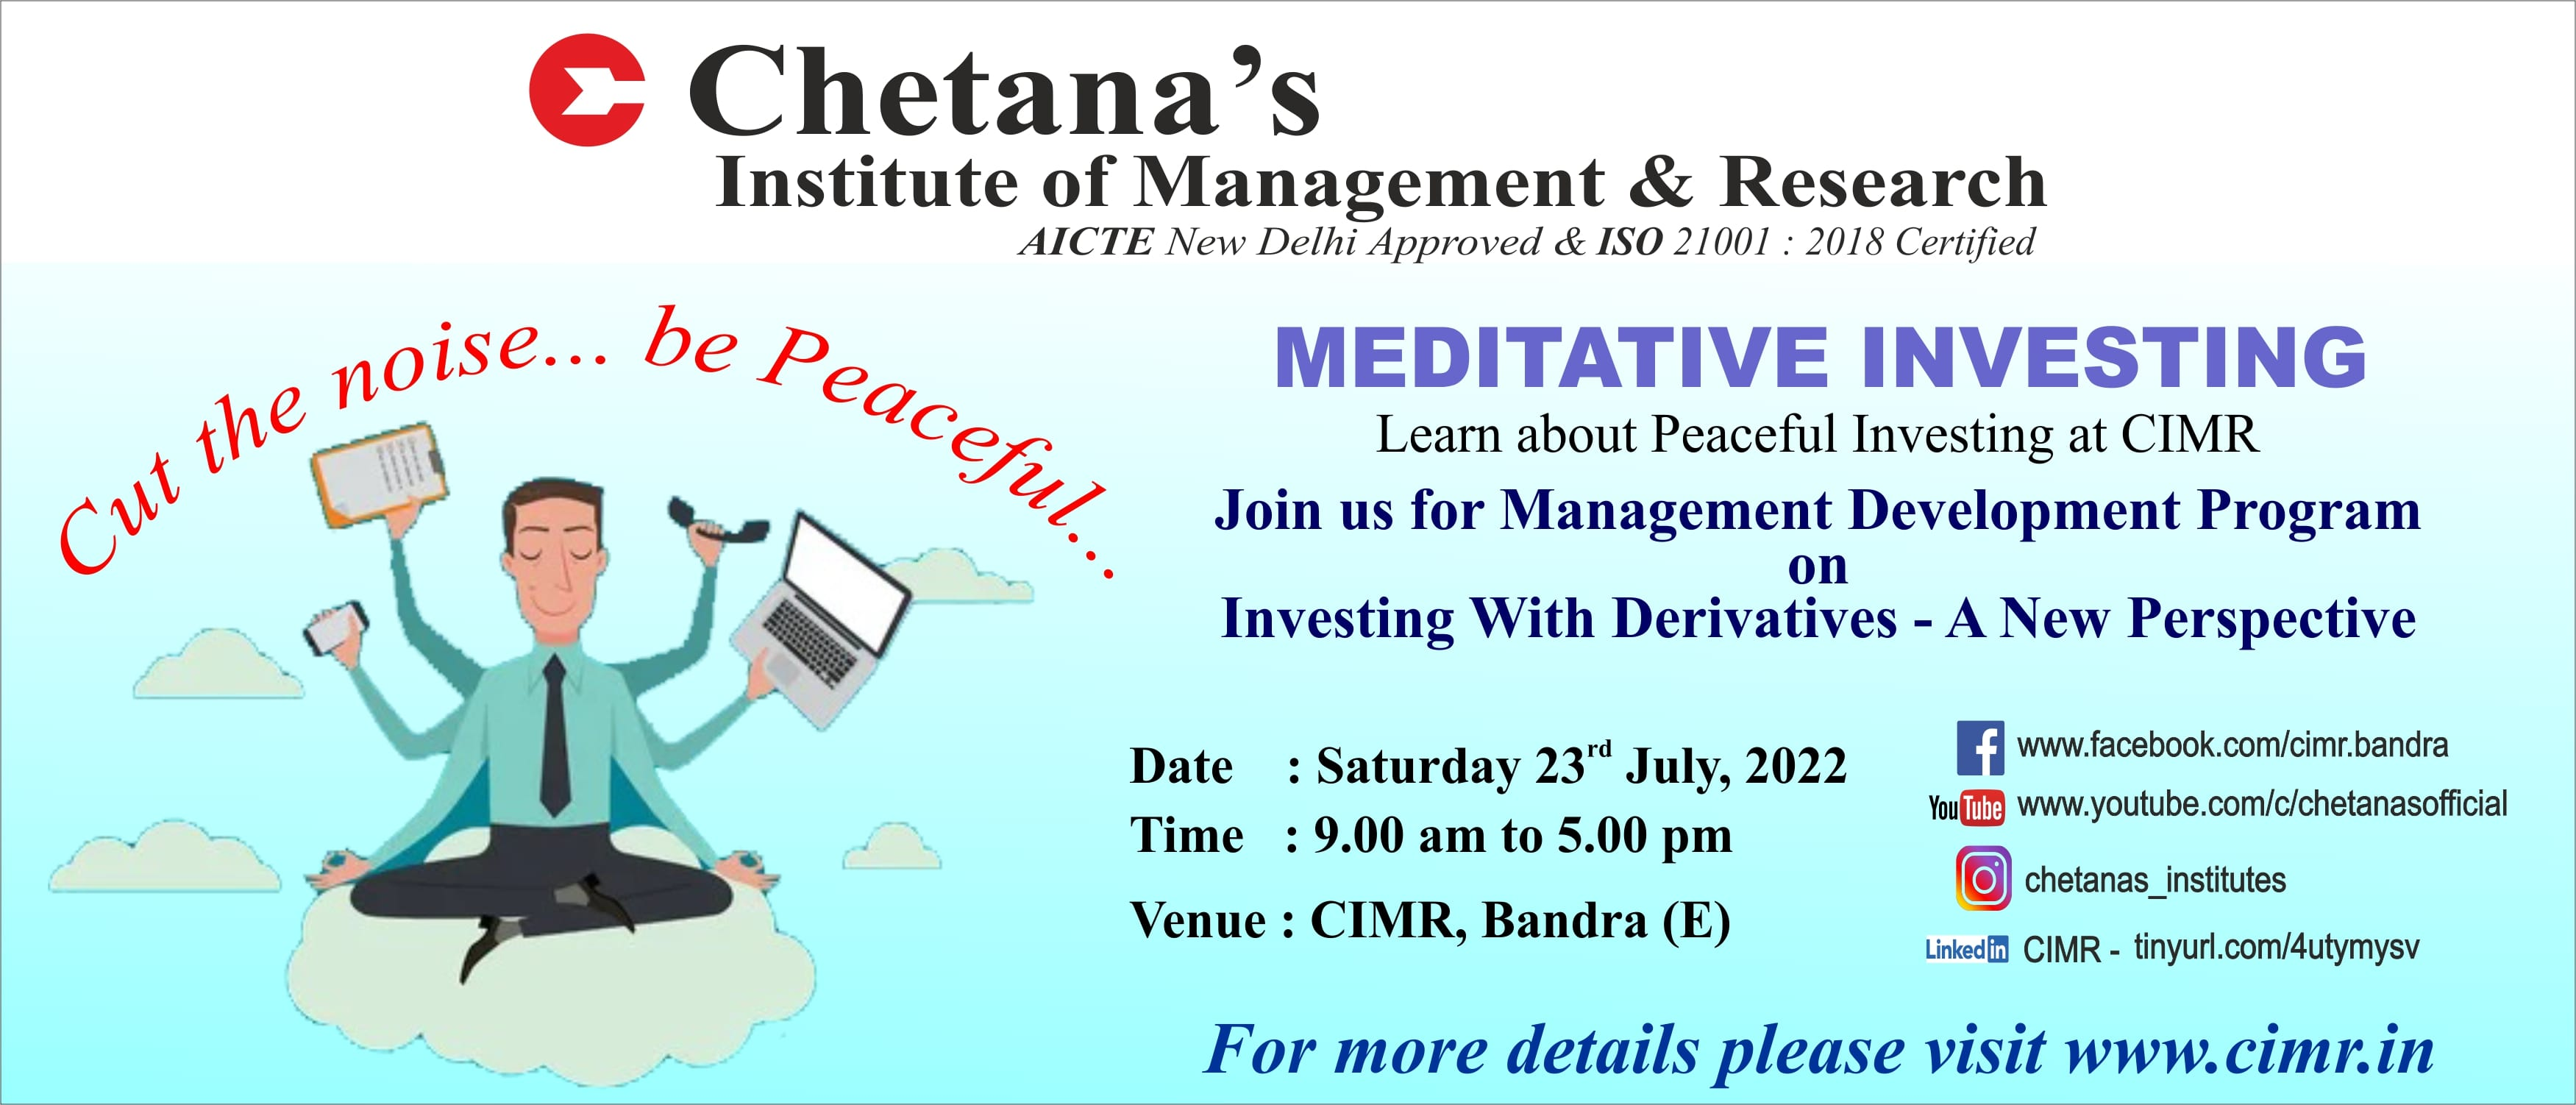 Chetana’s
Institute of Management & Research
AICTE New Delhi Approved & ISO 21001 : 2018 Certified
Cut the noise... be Peaceful...
MEDITATIVE INVESTING
Learn about Peaceful Investing at CIMR
Join us for Management Development Program
on
Investing With Derivatives - A New Perspective
Date : Saturday 23rd July, 2022
Time : 9.00 am to 5.00 pm
Venue : CIMR, Bandra (E)
www.facebook.com/cimr.bandra
YouTube www.youtube.com/c/chetanasofficial
chetanas_institutes
Linkedin CIMR - tinyurl.com/4utymysv
For more details please visit www.cimr.in